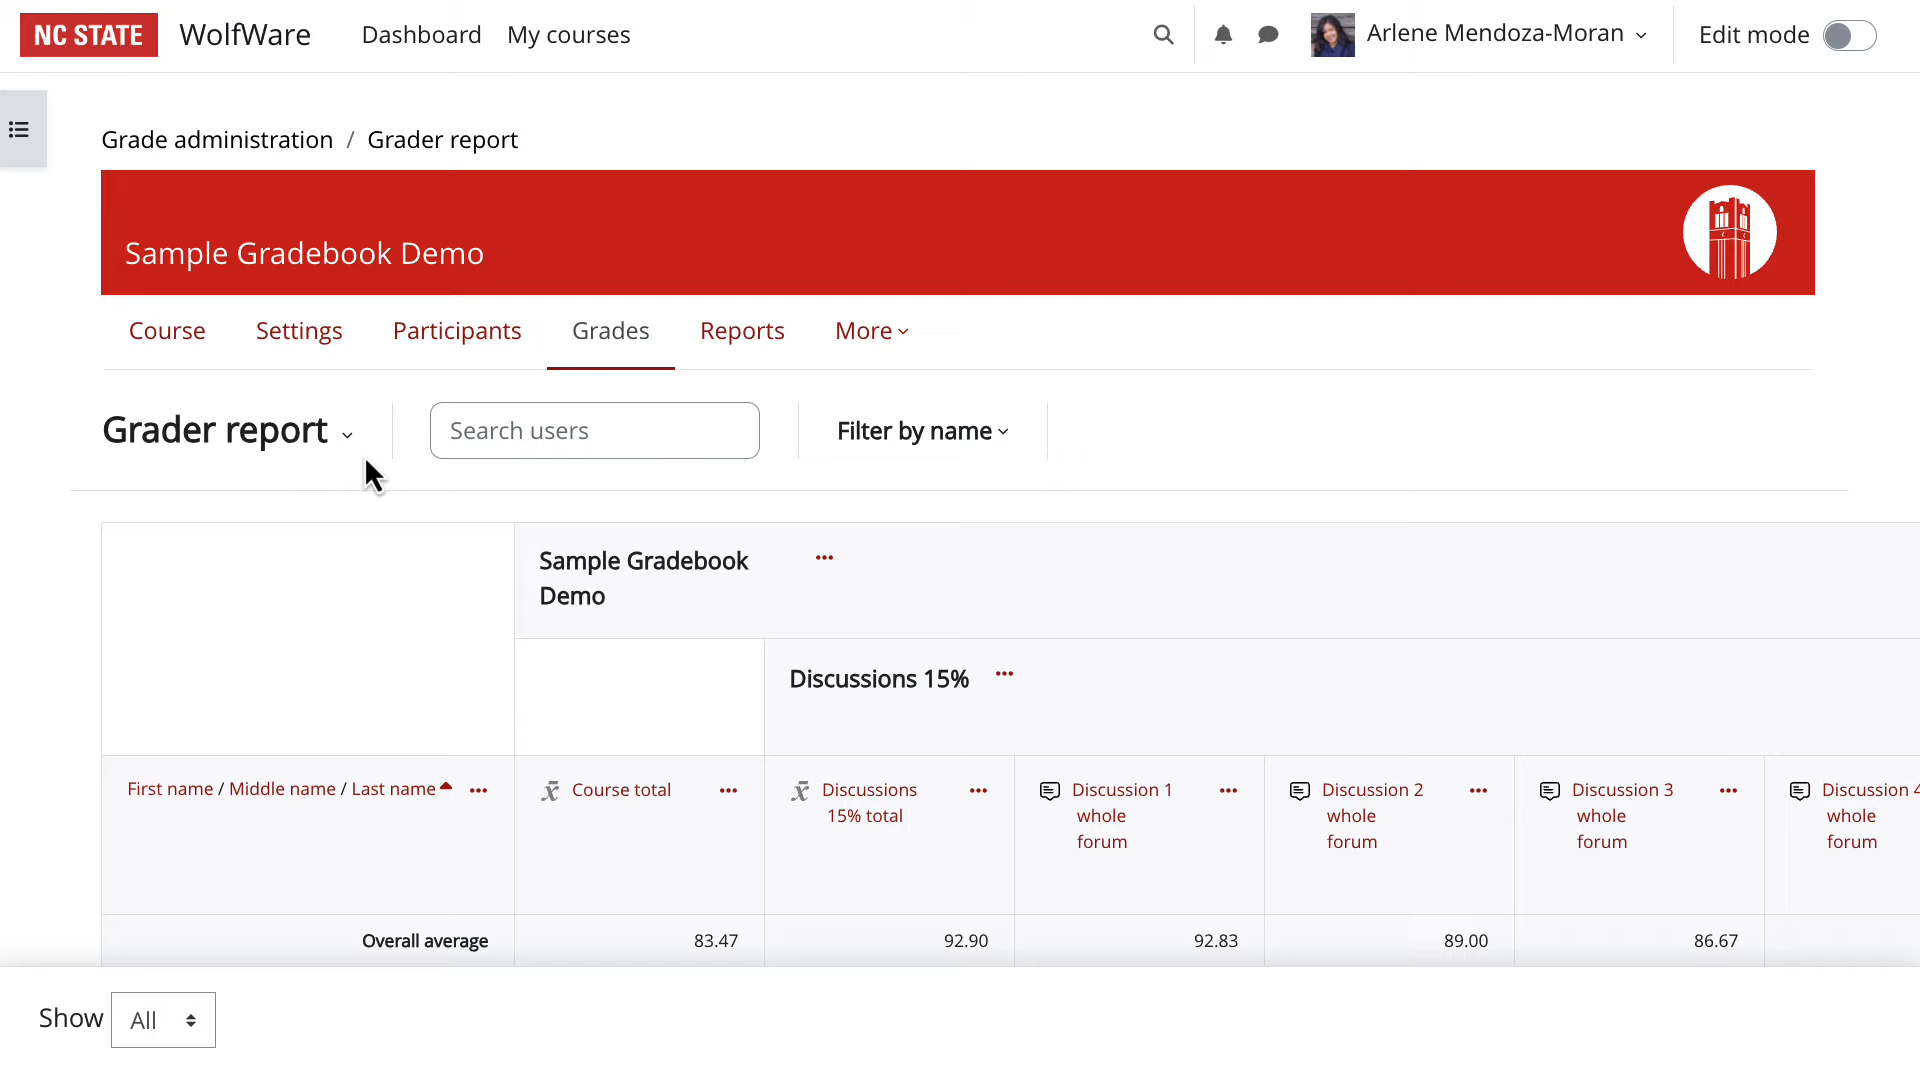 NC STATE WolfWare Dashboard My courses Arlene Mendoza-Moran Edit mode
Grade administration / Grader report
Sample Gradebook Demo
Course Settings Participants Grades Reports More
Grader report Search users Filter by name
Sample Gradebook
Demo
Discussions 15%
First name / Middle name / Last name
x̄ Course total
x̄ Discussions
15% total
Discussion 1
whole
forum
Discussion 2
whole
forum
Discussion 3
whole
forum
Discussion 4
whole
forum
Overall average 83.47 92.90 92.83 89.00 86.67
Show All